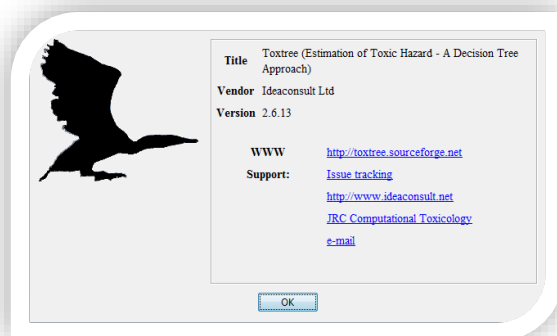 Title Toxtree (Estimation of Toxic Hazard - A Decision Tree
Approach)
Vendor Ideaconsult Ltd
Version 2.6.13
WWW http://toxtree.sourceforge.net
Support: Issue tracking
http://www.ideaconsult.net
JRC Computational Toxicology
e-mail
OK